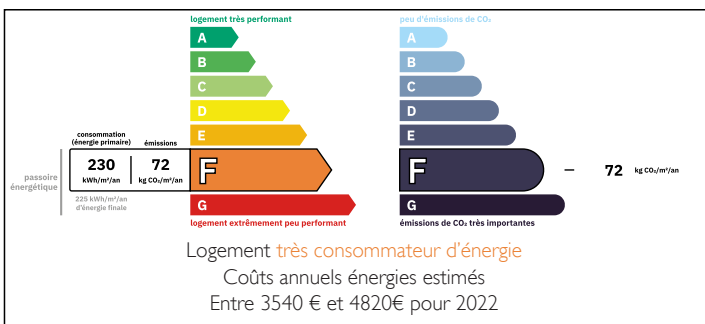 logement très performant
A
B
C
D
E
consommation
(énergie primaire)
émissions
230
kWh/m²/an
72
kg CO₂/m²/an
F
passoire
énergétique
225 kWh/m²/an
d'énergie finale
G
logement extrêmement peu performant
peu d'émissions de CO₂
A
B
C
D
E
F
72 kg CO₂/m²/an
G
émissions de CO₂ très importantes
Logement très consommateur d'énergie
Coûts annuels énergies estimés
Entre 3540 € et 4820€ pour 2022